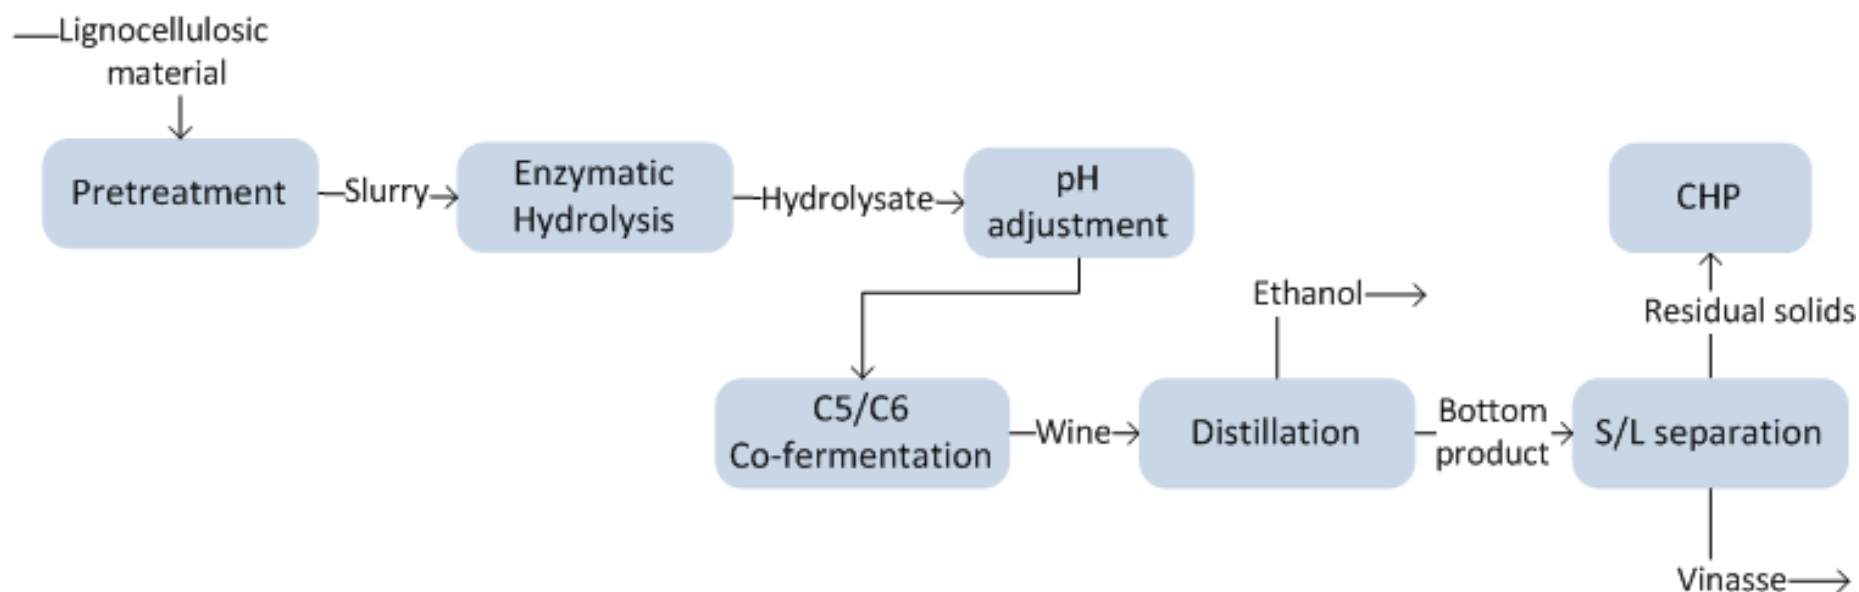 Lignocellulosic
material
Pretreatment
Slurry
Enzymatic
Hydrolysis
Hydrolysate
pH
adjustment
C5/C6
Co-fermentation
Wine
Distillation
Ethanol
Bottom
product
S/L separation
Residual solids
CHP
Vinasse